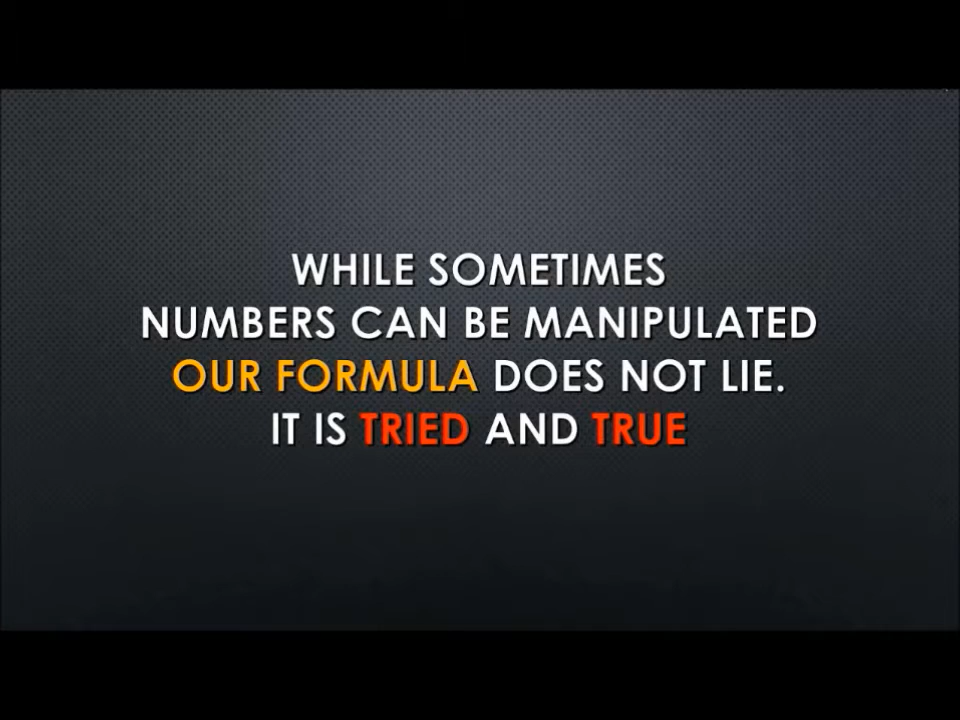 WHILE SOMETIMES
NUMBERS CAN BE MANIPULATED
OUR FORMULA DOES NOT LIE.
IT IS TRIED AND TRUE